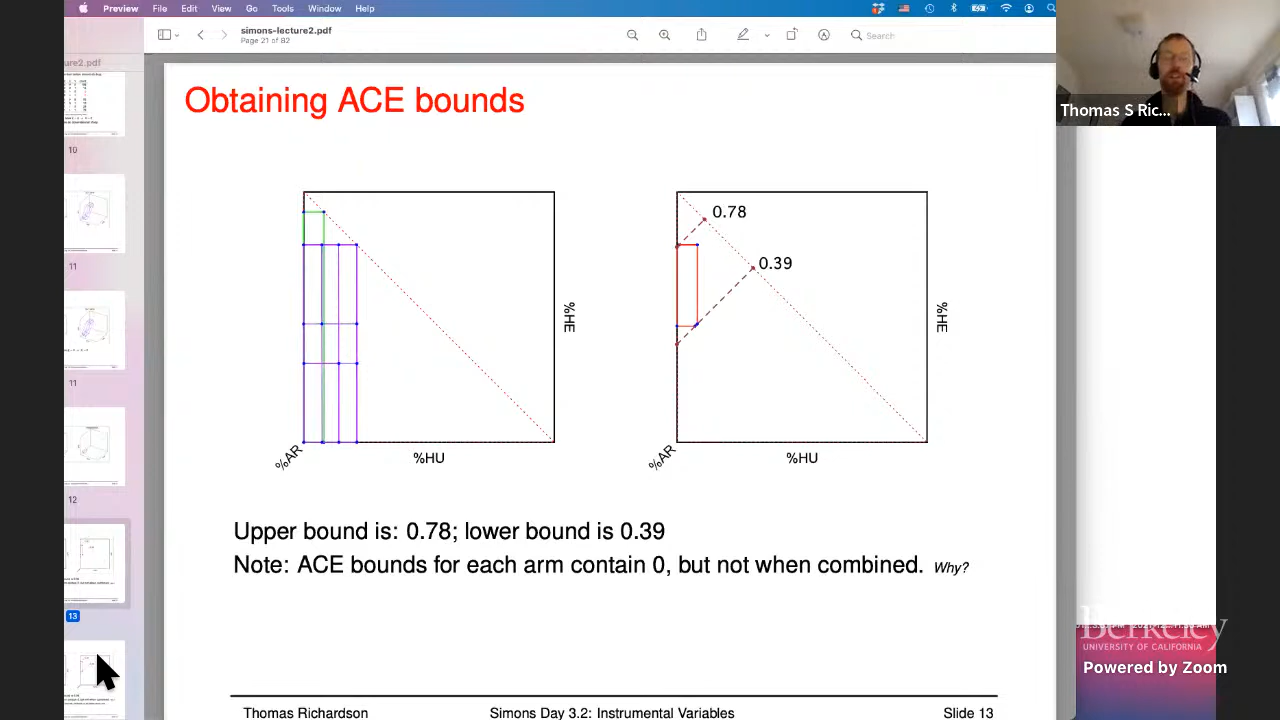 Preview File Edit View Go Tools Window Help
simons-lecture2.pdf
Page 21 of 82
Search
ure2.pdf
10
11
11
12
13
Obtaining ACE bounds
0.78
0.39
%HE
%HE
%AR
%HU
%AR
%HU
Upper bound is: 0.78; lower bound is 0.39
Note: ACE bounds for each arm contain 0, but not when combined. Why?
Thomas Richardson
Simons Day 3.2: Instrumental Variables
Slide 13
Thomas S Ric...
Berkeley
UNIVERSITY OF CALIFORNIA
Powered by Zoom